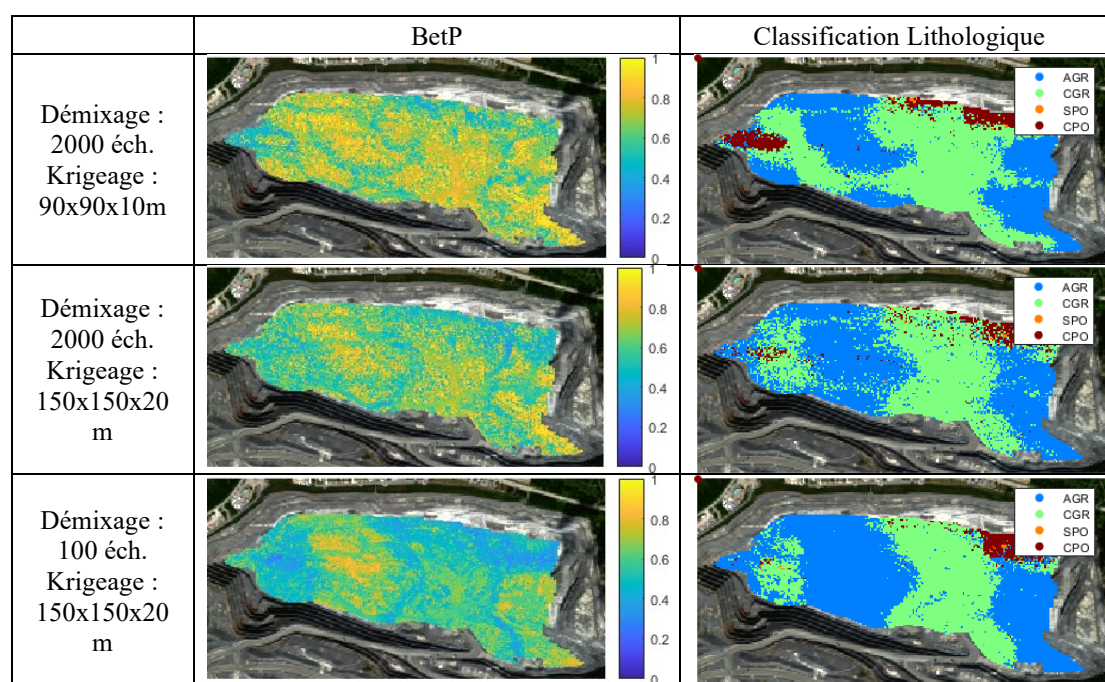 BetP
Classification Lithologique
Démixage :
2000 éch.
Krigeage :
90x90x10m
1
0.8
0.6
0.4
0.2
0
AGR
CGR
SPO
CPO
Démixage :
2000 éch.
Krigeage :
150x150x20
m
1
0.8
0.6
0.4
0.2
0
AGR
CGR
SPO
CPO
Démixage :
100 éch.
Krigeage :
150x150x20
m
1
0.8
0.6
0.4
0.2
0
AGR
CGR
SPO
CPO